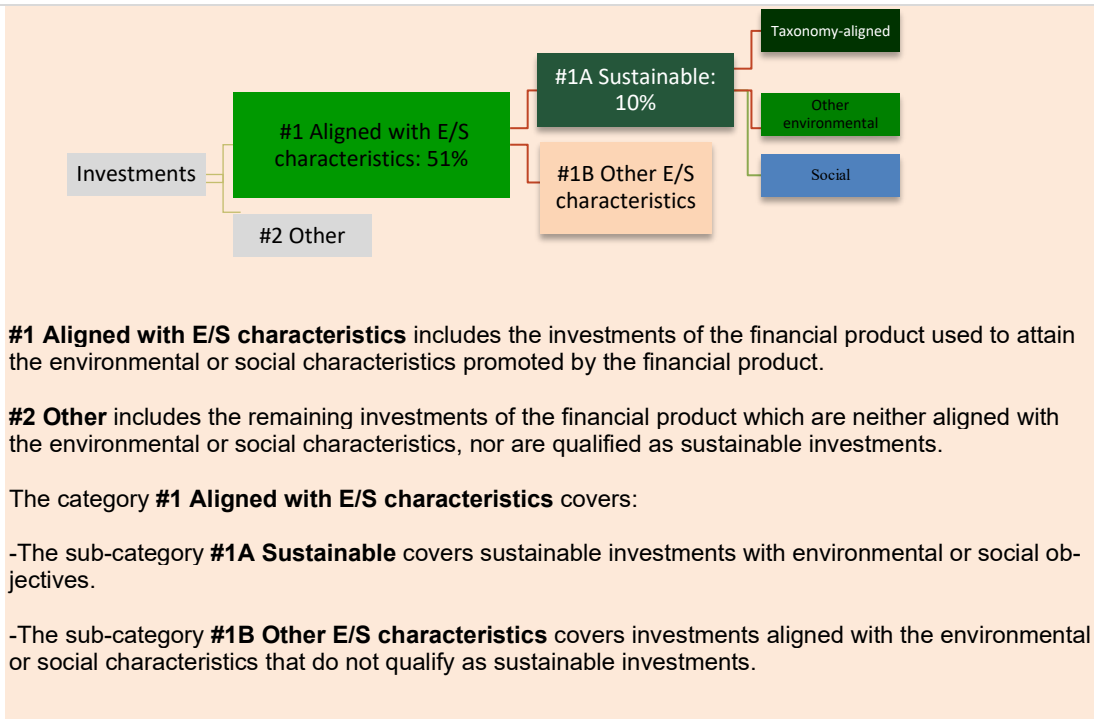 Taxonomy-aligned
#1A Sustainable:
10%
Other
environmental
#1 Aligned with E/S
characteristics: 51%
Investments
#1B Other E/S
characteristics
Social
#2 Other
#1 Aligned with E/S characteristics includes the investments of the financial product used to attain
the environmental or social characteristics promoted by the financial product.
#2 Other includes the remaining investments of the financial product which are neither aligned with
the environmental or social characteristics, nor are qualified as sustainable investments.
The category #1 Aligned with E/S characteristics covers:
-The sub-category #1A Sustainable covers sustainable investments with environmental or social ob-
jectives.
-The sub-category #1B Other E/S characteristics covers investments aligned with the environmental
or social characteristics that do not qualify as sustainable investments.